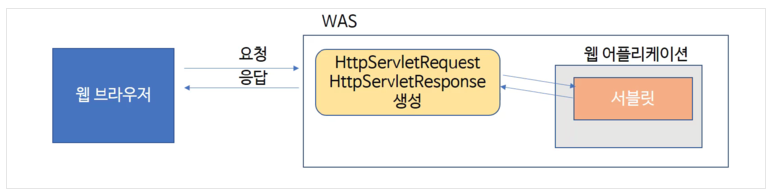 WAS
웹 브라우저
요청
응답
HttpServletRequest
HttpServletResponse
생성
웹 어플리케이션
서블릿